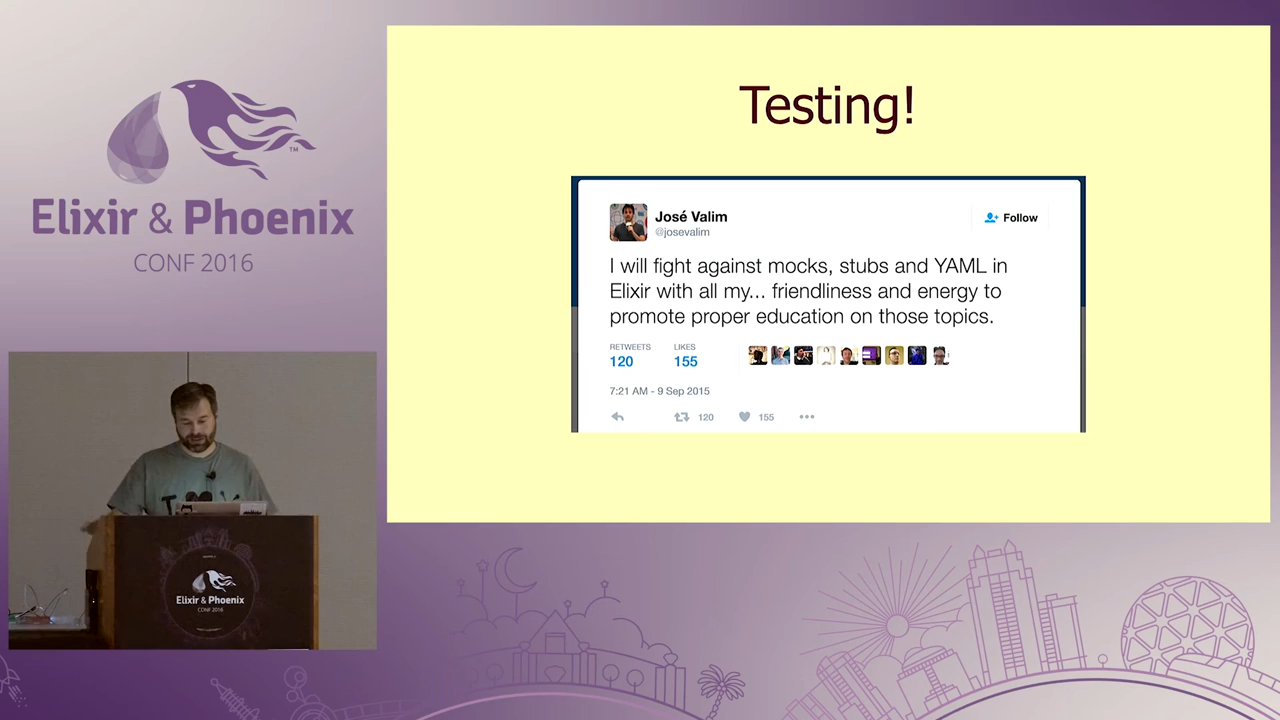 Elixir & Phoenix
TM
CONF 2016
Testing!
José Valim
@josevalim
Follow
I will fight against mocks, stubs and YAML in
Elixir with all my... friendliness and energy to
promote proper education on those topics.
RETWEETS
LIKES
120
155
7:21 AM - 9 Sep 2015
120
155
Elixir & Phoenix
CONF 2016